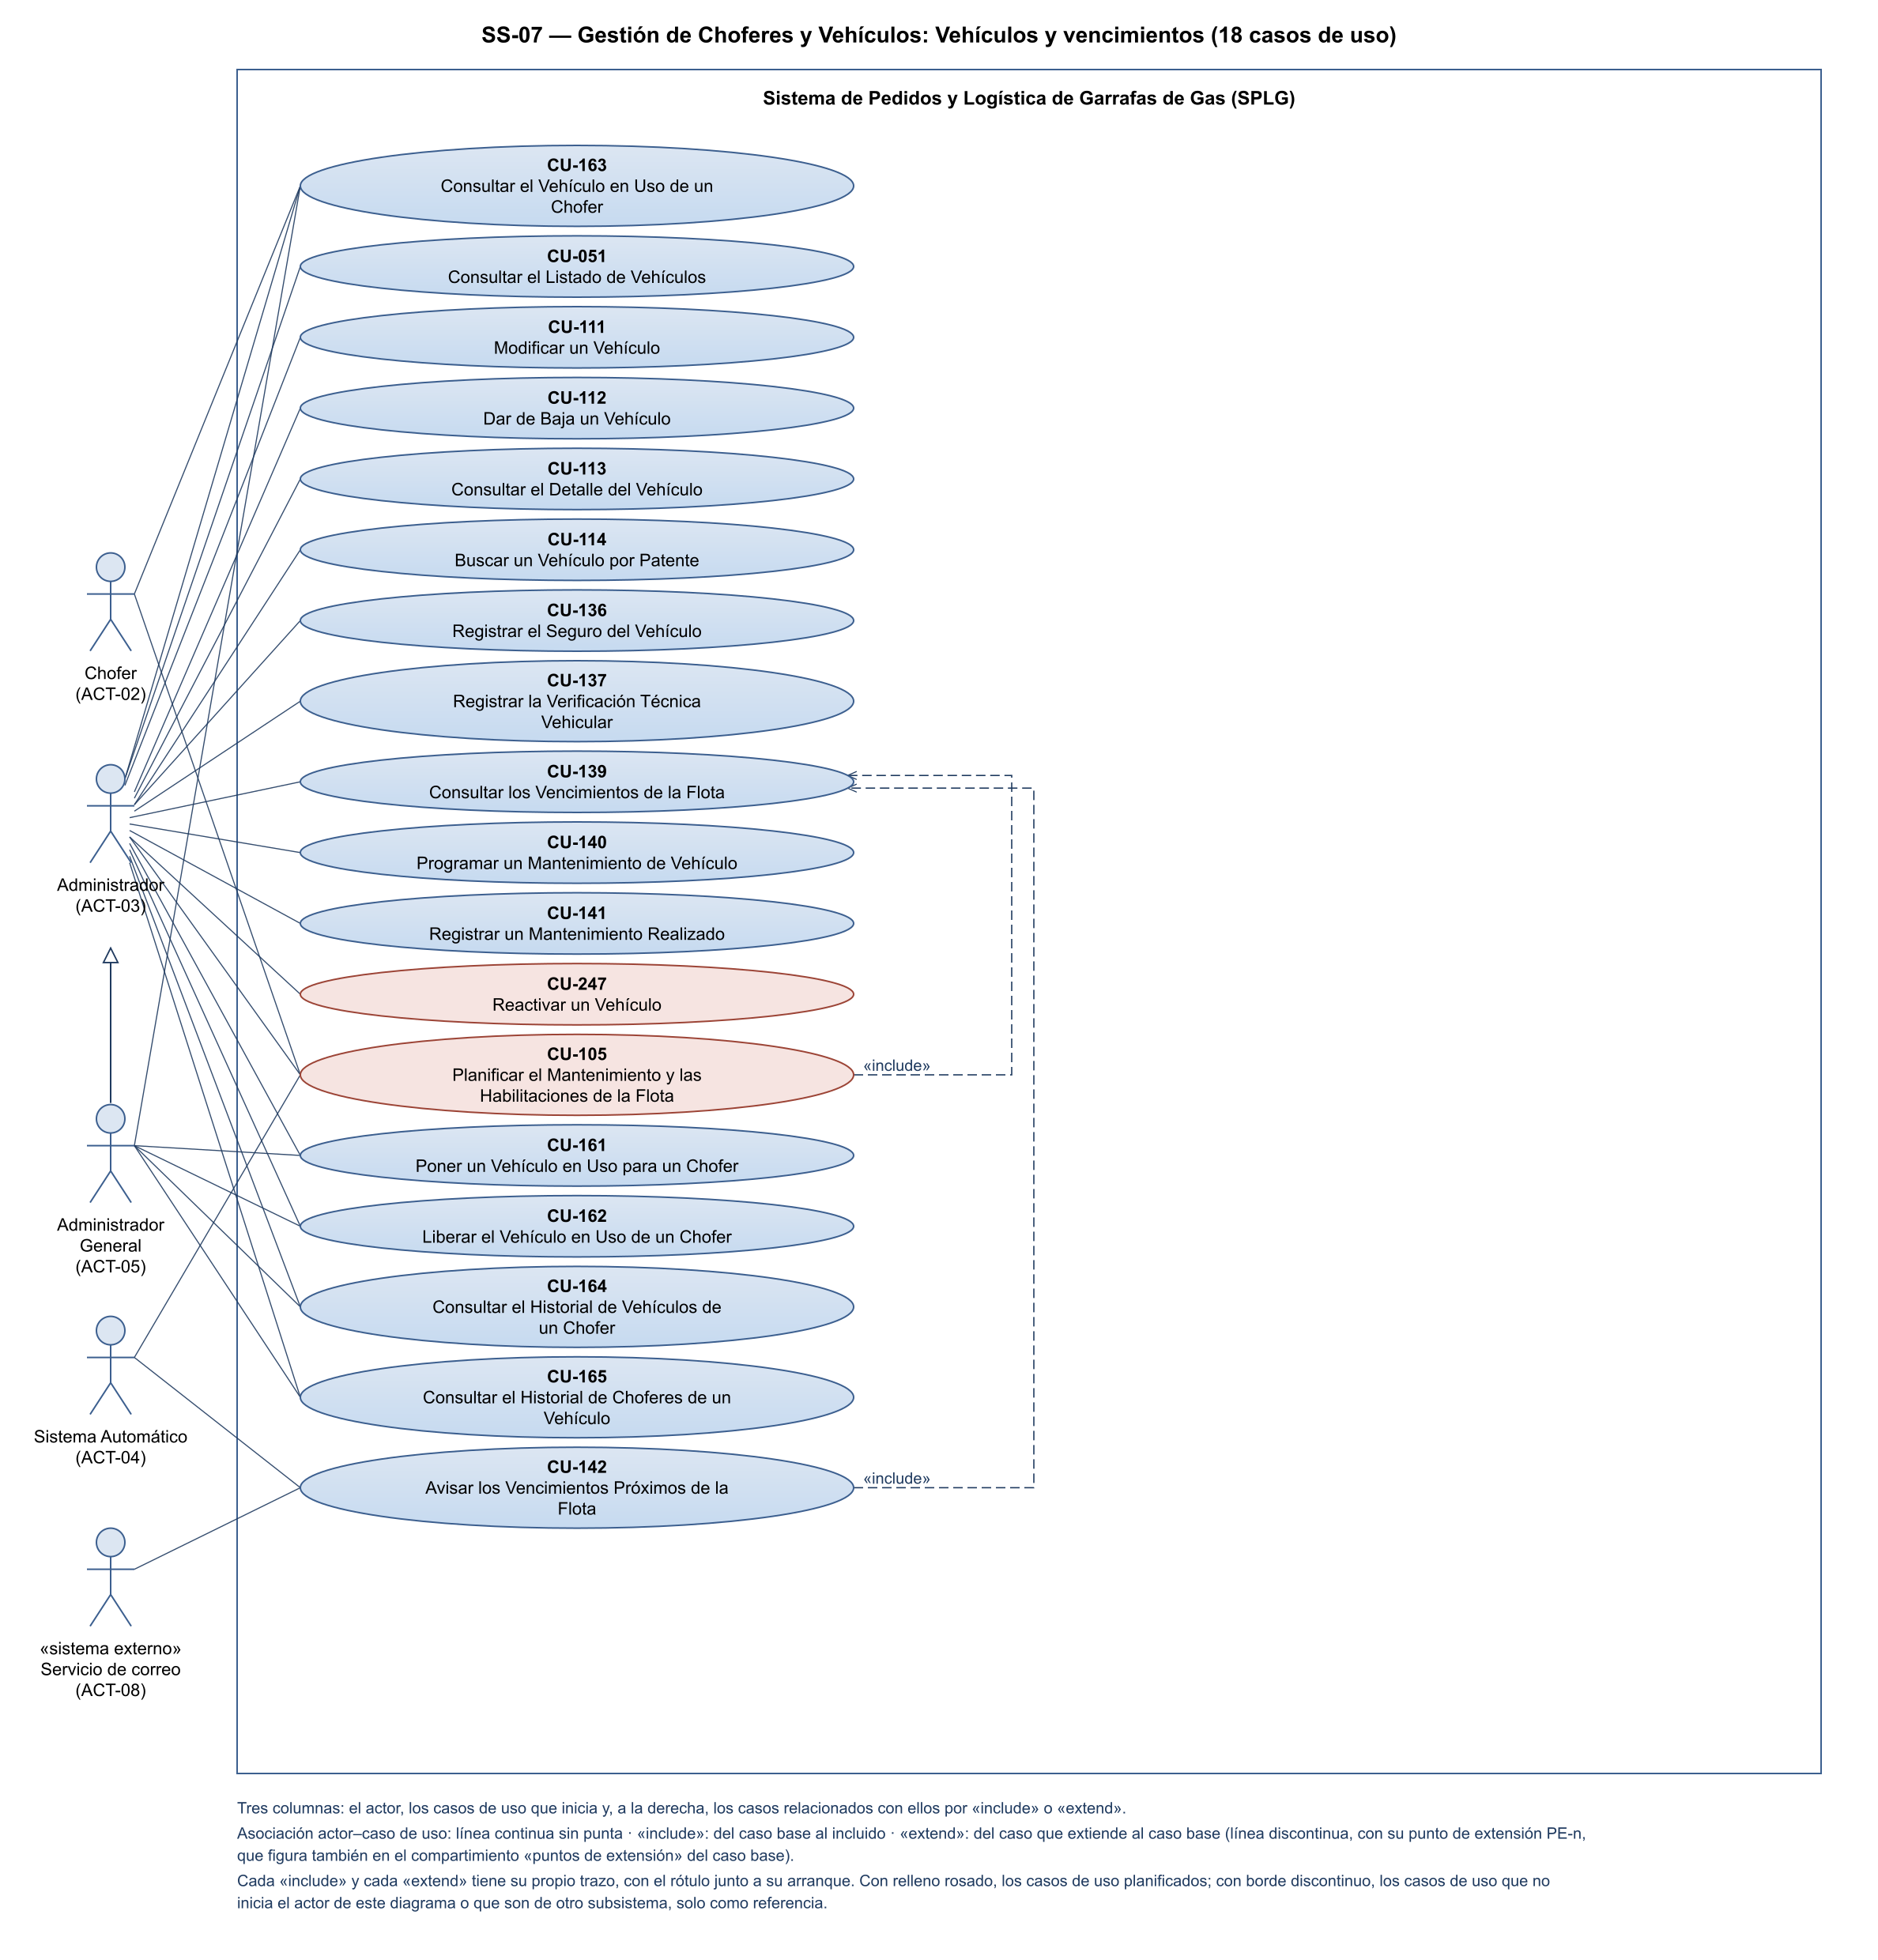 SS-07 — Gestión de Choferes y Vehículos: Vehículos y vencimientos (18 casos de uso)
Sistema de Pedidos y Logística de Garrafas de Gas (SPLG)
CU-163
Consultar el Vehículo en Uso de un
Chofer
CU-051
Consultar el Listado de Vehículos
CU-111
Modificar un Vehículo
CU-112
Dar de Baja un Vehículo
CU-113
Consultar el Detalle del Vehículo
CU-114
Buscar un Vehículo por Patente
CU-136
Registrar el Seguro del Vehículo
Chofer
(ACT-02)
CU-137
Registrar la Verificación Técnica
Vehicular
CU-139
Consultar los Vencimientos de la Flota
CU-140
Programar un Mantenimiento de Vehículo
Administrador
(ACT-03)
CU-141
Registrar un Mantenimiento Realizado
CU-247
Reactivar un Vehículo
CU-105
Planificar el Mantenimiento y las
Habilitaciones de la Flota
«include»
CU-161
Poner un Vehículo en Uso para un Chofer
Administrador
General
(ACT-05)
CU-162
Liberar el Vehículo en Uso de un Chofer
CU-164
Consultar el Historial de Vehículos de
un Chofer
CU-165
Consultar el Historial de Choferes de un
Vehículo
Sistema Automático
(ACT-04)
CU-142
Avisar los Vencimientos Próximos de la
Flota
«include»
«sistema externo»
Servicio de correo
(ACT-08)
Tres columnas: el actor, los casos de uso que inicia y, a la derecha, los casos relacionados con ellos por «include» o «extend».
Asociación actor–caso de uso: línea continua sin punta · «include»: del caso base al incluido · «extend»: del caso que extiende al caso base (línea discontinua, con su punto de extensión PE-n,
que figura también en el compartimiento «puntos de extensión» del caso base).
Cada «include» y cada «extend» tiene su propio trazo, con el rótulo junto a su arranque. Con relleno rosado, los casos de uso planificados; con borde discontinuo, los casos de uso que no
inicia el actor de este diagrama o que son de otro subsistema, solo como referencia.